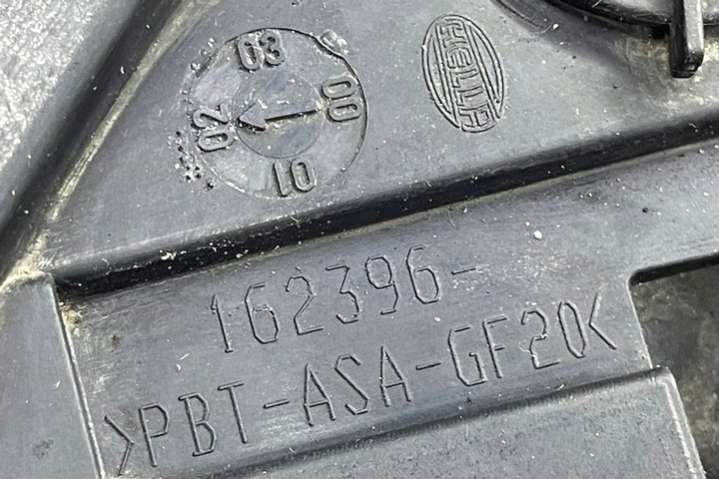 03
00
02
01
HELLA
162396-
>PBT-ASA-GF20<